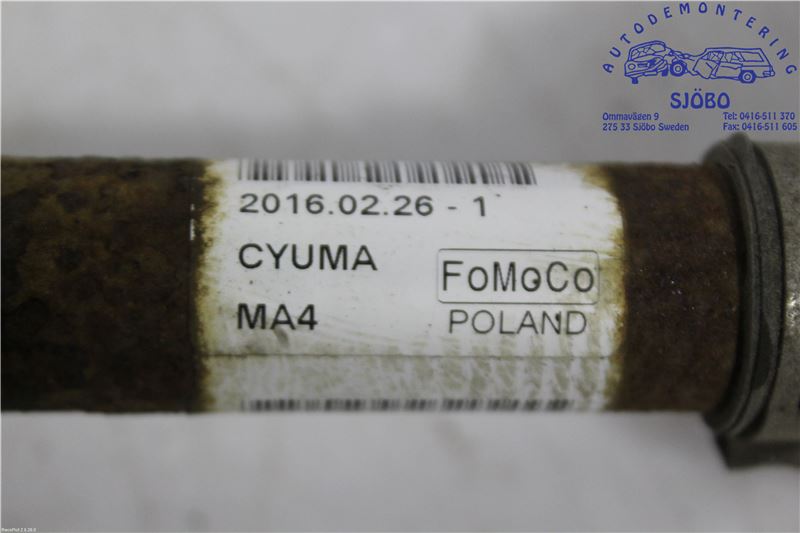 AUTODEMONTERING
SJÖBO
Ommavägen 9 Tel: 0416-511 370
275 33 Sjöbo Sweden Fax: 0416-511 605
2016.02.26 - 1
CYUMA
FoMoCo
MA4
POLAND